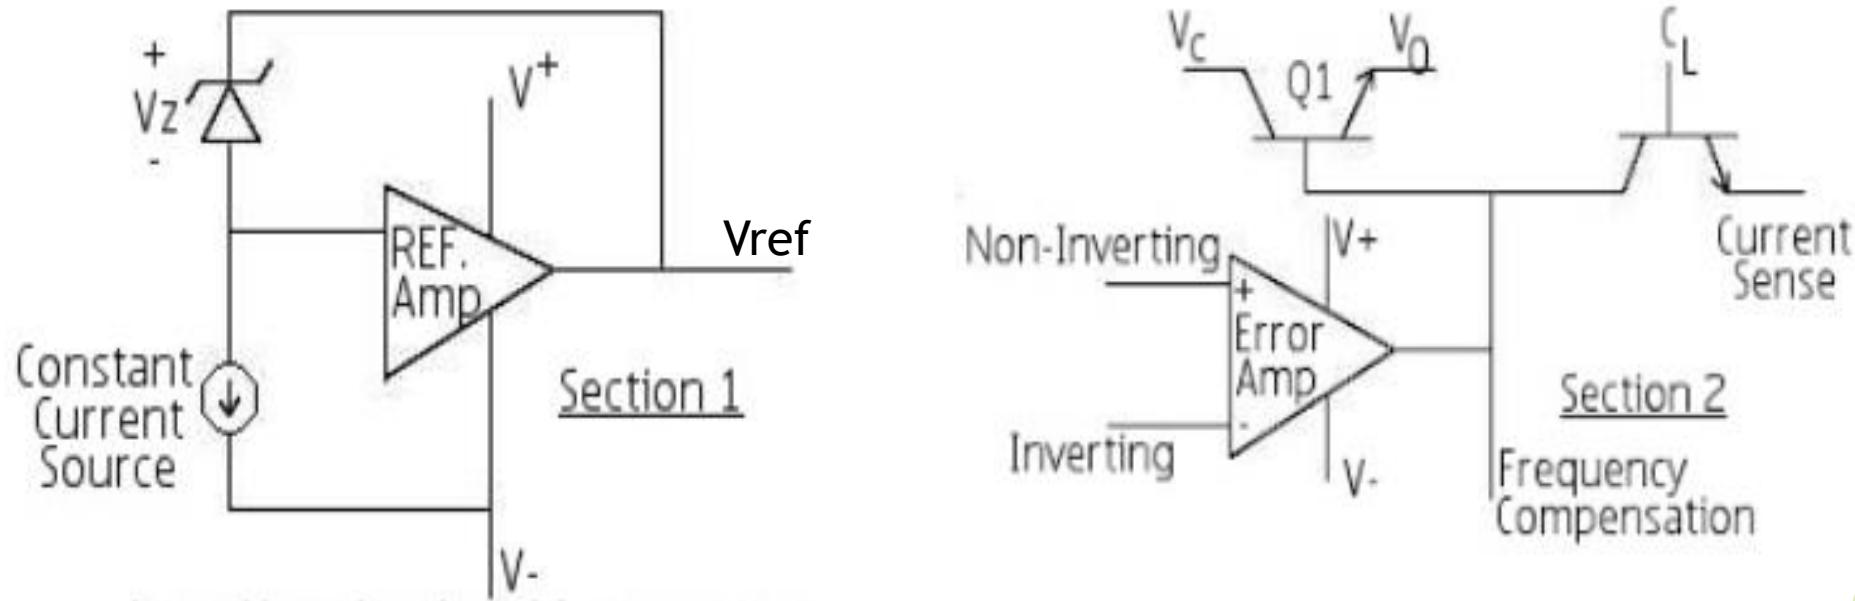 +
Vz
-
V+
REF.
Amp
Vref
Constant
Current
Source
Section 1
V-
VC
Q1
VO
CL
Non-Inverting
+
V+
Error
Amp
Current
Sense
Inverting
-
V-
Section 2
Frequency
Compensation